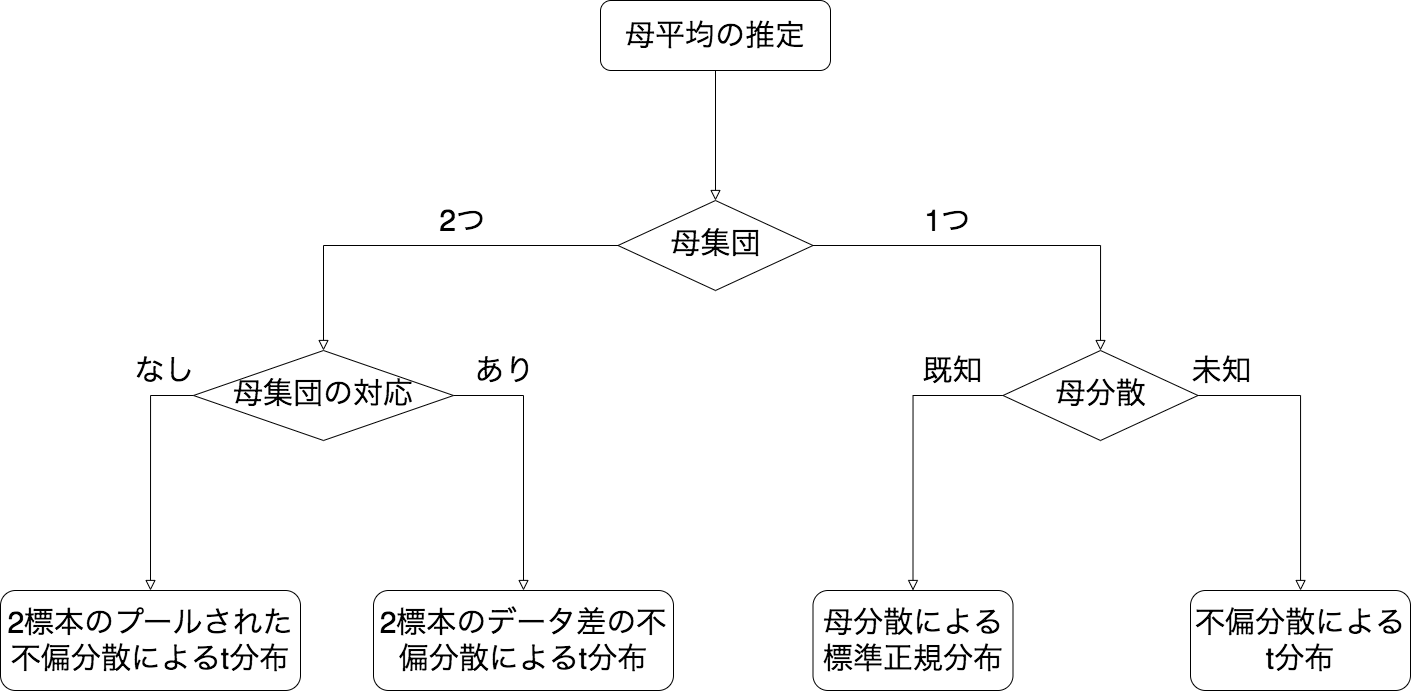 母平均の推定
2つ
母集団
1つ
なし
母集団の対応
あり
既知
母分散
未知
2標本のプールされた
不偏分散によるt分布
2標本のデータ差の不
偏分散によるt分布
母分散による
標準正規分布
不偏分散による
t分布